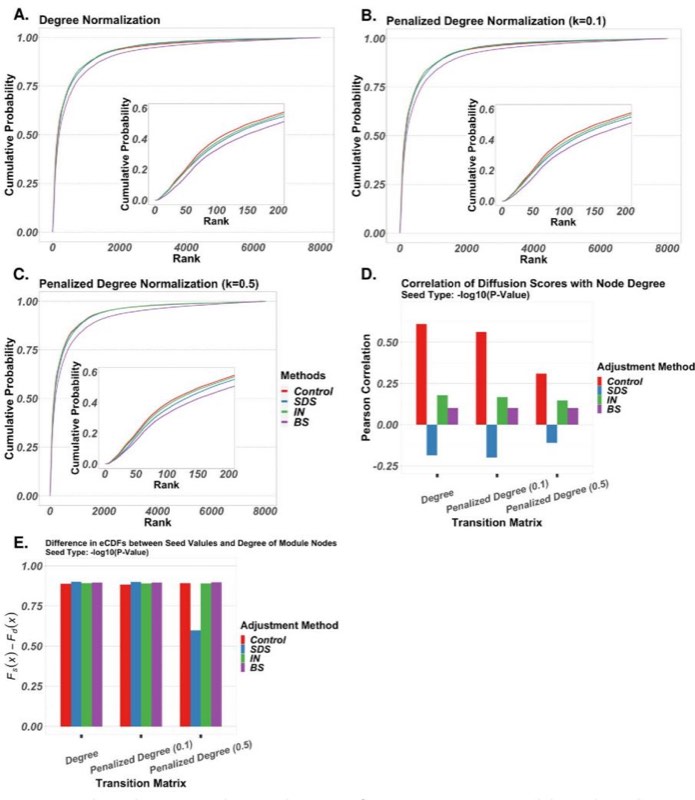 A.
Degree Normalization
Cumulative Probability
1.00
0.75
0.50
0.25
0.00
0 2000 4000 6000 8000
Rank
Cumulative Probability
0.6
0.4
0.2
0.0
0 50 100 150 200
Rank
B.
Penalized Degree Normalization (k=0.1)
Cumulative Probability
1.00
0.75
0.50
0.25
0.00
0 2000 4000 6000 8000
Rank
Cumulative Probability
0.6
0.4
0.2
0.0
0 50 100 150 200
Rank
C.
Penalized Degree Normalization (k=0.5)
Cumulative Probability
1.00
0.75
0.50
0.25
0.00
0 2000 4000 6000 8000
Rank
Cumulative Probability
0.6
0.4
0.2
0.0
0 50 100 150 200
Rank
Methods
Control
SDS
IN
BS
D.
Correlation of Diffusion Scores with Node Degree
Seed Type: -log10(P-Value)
Pearson Correlation
0.50
0.25
0.00
-0.25
Degree
Penalized Degree (0.1)
Penalized Degree (0.5)
Transition Matrix
Adjustment Method
Control
SDS
IN
BS
E.
Difference in eCDFs between Seed Valules and Degree of Module Nodes
Seed Type: -log10(P-Value)
Fs(x) − Fd(x)
1.00
0.75
0.50
0.25
0.00
Degree
Penalized Degree (0.1)
Penalized Degree (0.5)
Transition Matrix
Adjustment Method
Control
SDS
IN
BS